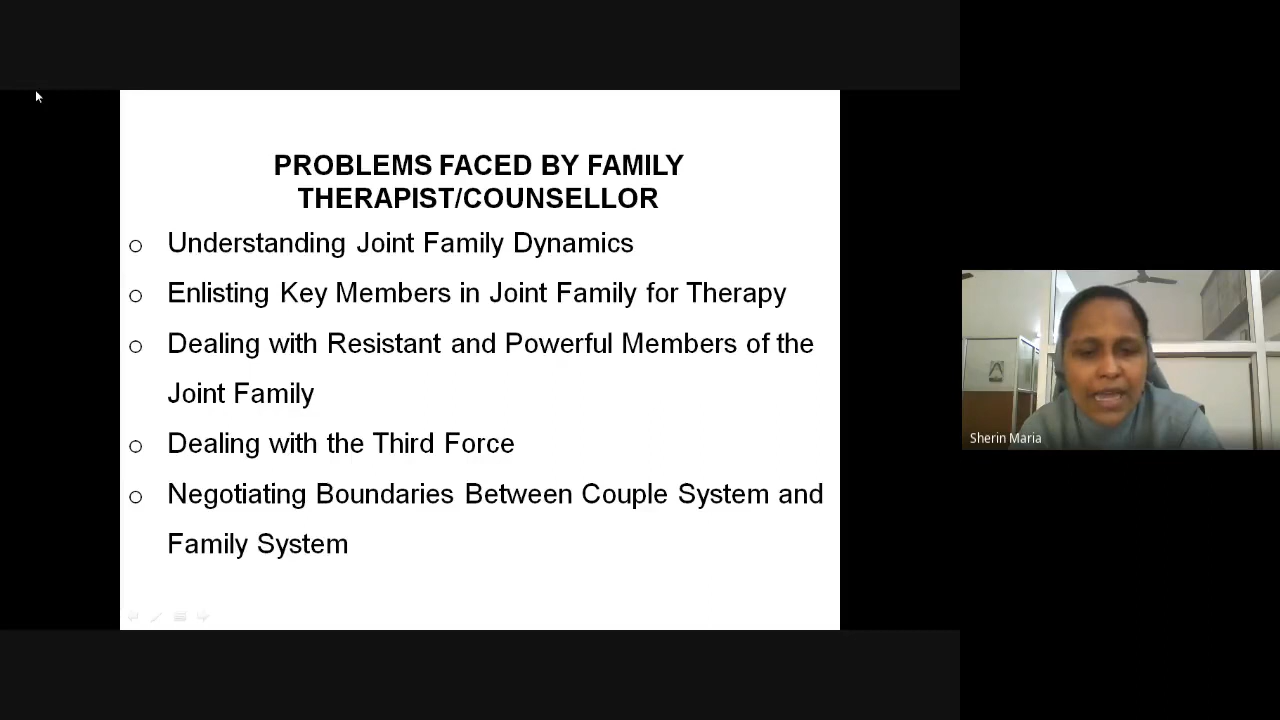 PROBLEMS FACED BY FAMILY
THERAPIST/COUNSELLOR
o Understanding Joint Family Dynamics
o Enlisting Key Members in Joint Family for Therapy
o Dealing with Resistant and Powerful Members of the
Joint Family
o Dealing with the Third Force
o Negotiating Boundaries Between Couple System and
Family System
Sherin Maria